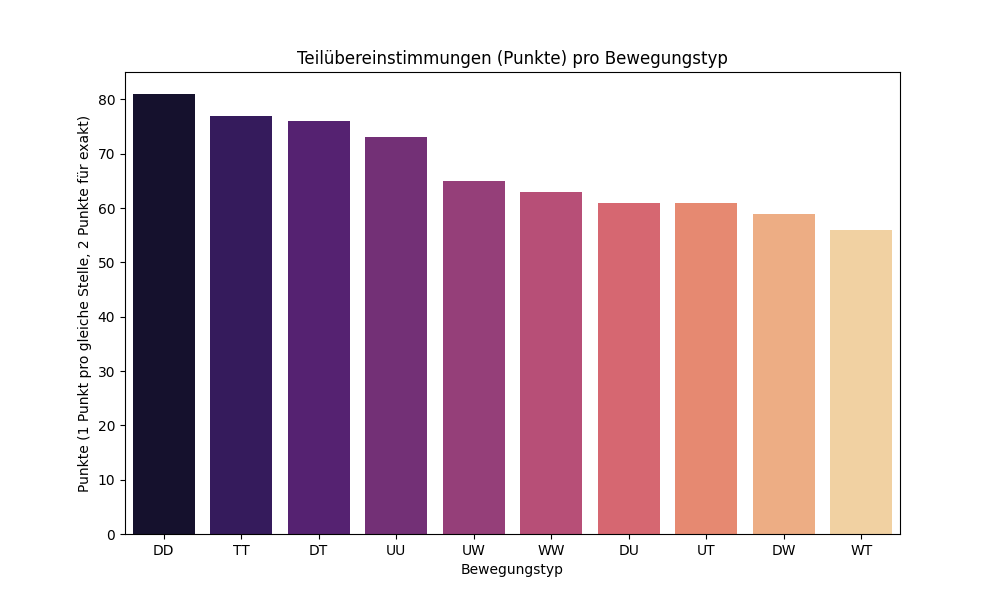 Teilübereinstimmungen (Punkte) pro Bewegungstyp
Punkte (1 Punkt pro gleiche Stelle, 2 Punkte für exakt)
80
70
60
50
40
30
20
10
0
DD TT DT UU UW WW DU UT DW WT
Bewegungstyp